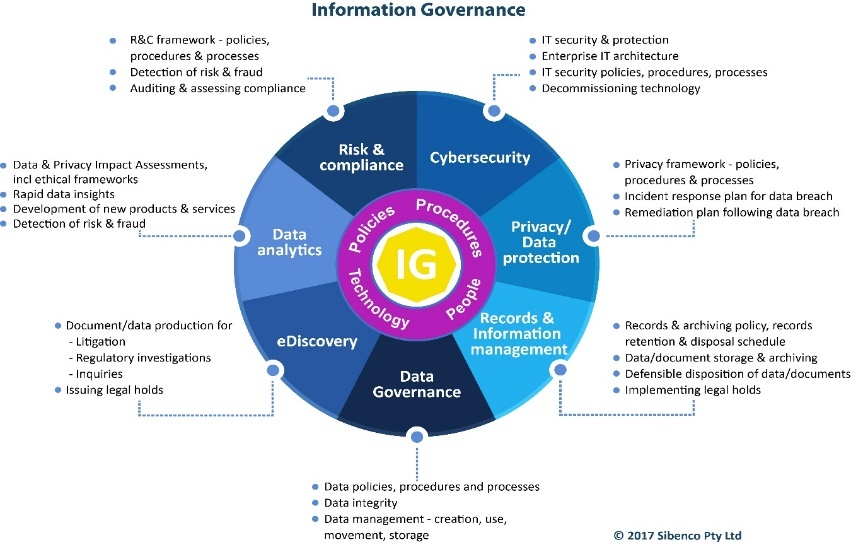 Information Governance
R&C framework - policies,
procedures & processes
Detection of risk & fraud
Auditing & assessing compliance
IT security & protection
Enterprise IT architecture
IT security policies, procedures, processes
Decommissioning technology
Data & Privacy Impact Assessments,
incl ethical frameworks
Rapid data insights
Development of new products & services
Detection of risk & fraud
Privacy framework - policies,
procedures & processes
Incident response plan for data breach
Remediation plan following data breach
Risk &
compliance
Cybersecurity
Data
analytics
Privacy/
Data
protection
Policies
Procedures
IG
Technology
People
eDiscovery
Records &
Information
management
Data
Governance
Document/data production for
- Litigation
- Regulatory investigations
- Inquiries
Issuing legal holds
Records & archiving policy, records
retention & disposal schedule
Data/document storage & archiving
Defensible disposition of data/documents
Implementing legal holds
Data policies, procedures and processes
Data integrity
Data management - creation, use,
movement, storage
© 2017 Sibenco Pty Ltd